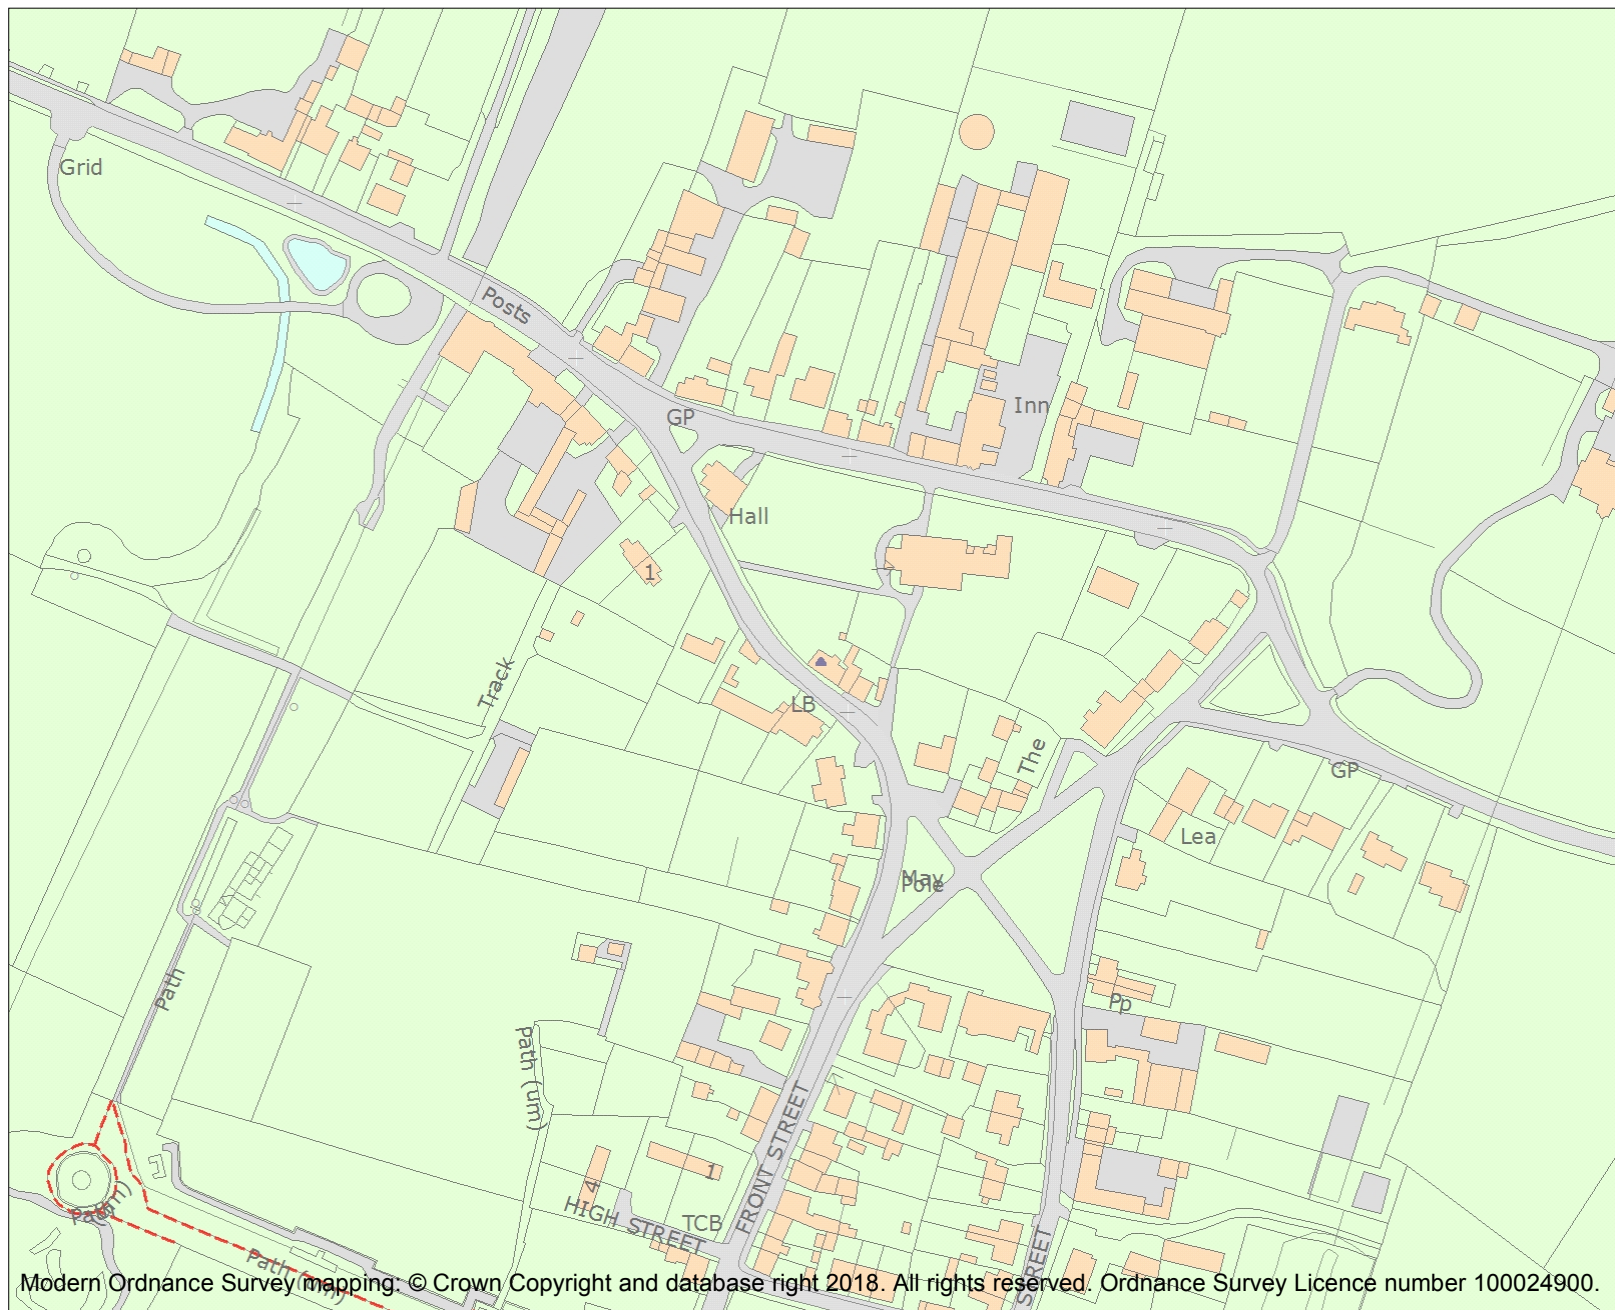 Grid
Posts
GP
Inn
Hall
1
Track
LB
The
GP
Lea
May
Pole
Path
Pp
Path (um)
FRONT STREET
1
4
HIGH STREET
TCB
STREET
Path (um)
Path (um)
Modern Ordnance Survey mapping: © Crown Copyright and database right 2018. All rights reserved. Ordnance Survey Licence number 100024900.